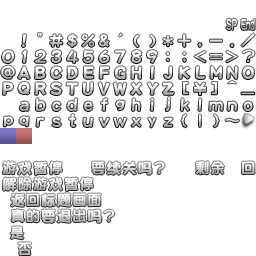 SP End
! " # $ % & ´ ( ) * + , - . /
0 1 2 3 4 5 6 7 8 9 : ; < = > ?
@ A B C D E F G H I J K L M N O
P Q R S T U V W X Y Z [ ¥ ] ^ _
a b c d e f g h i j k l m n o
p q r s t u v w x y z ( | ) ~
游戏暂停 要续关吗? 剩余 回
解除游戏暂停
返回标题画面
真的要退出吗?
是
否